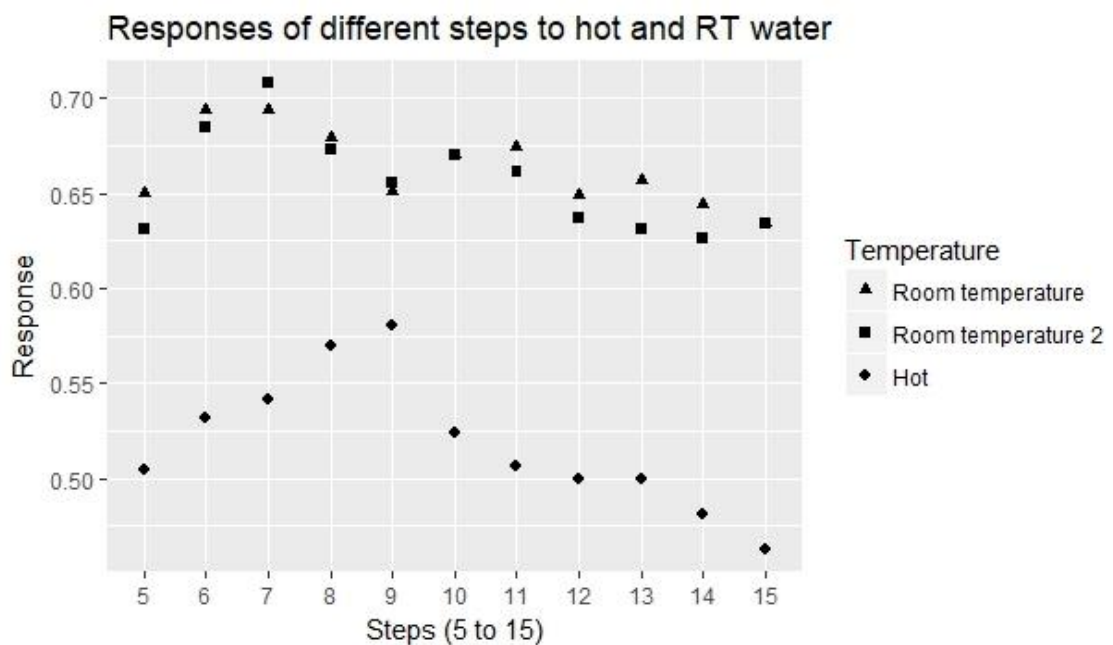 Responses of different steps to hot and RT water
0.70
0.65
0.60
0.55
0.50
Response
5 6 7 8 9 10 11 12 13 14 15
Steps (5 to 15)
Temperature
Room temperature
Room temperature 2
Hot